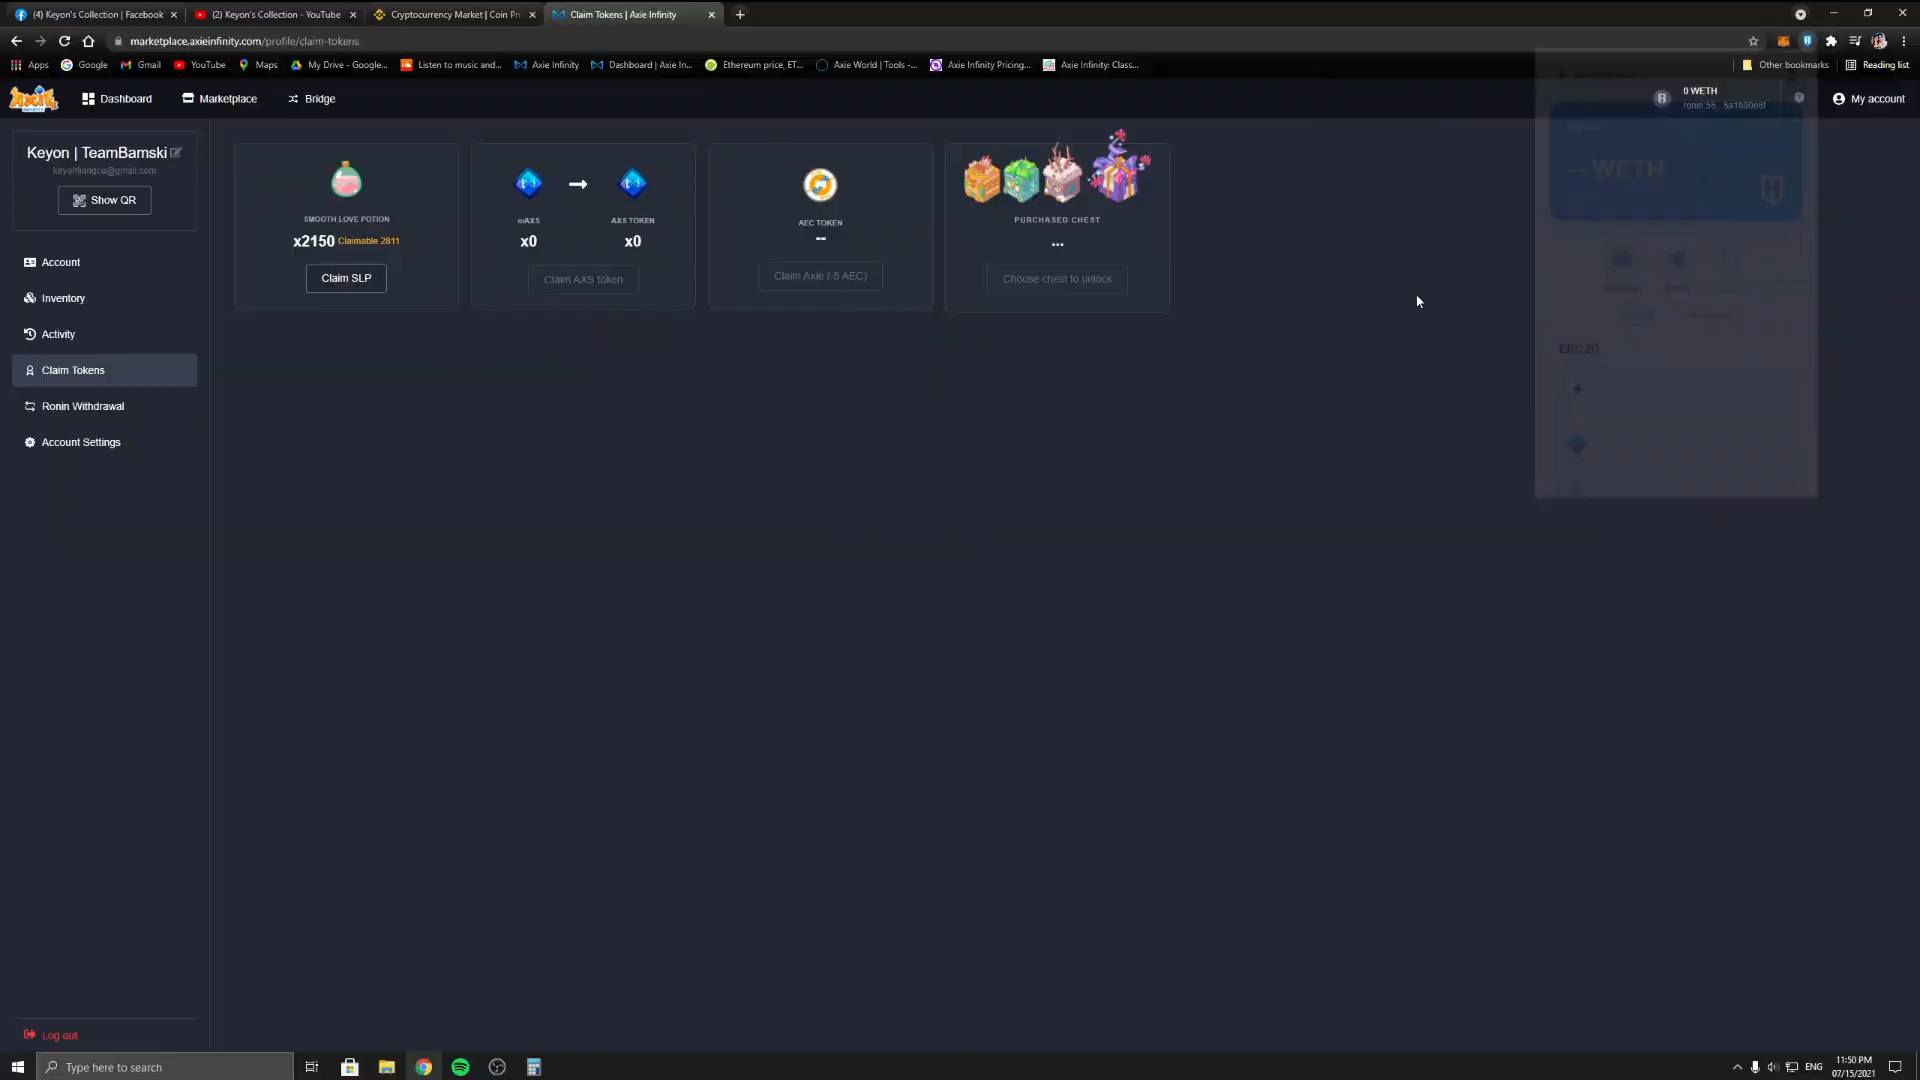 (4) Keyon's Collection | Facebook
(2) Keyon's Collection - YouTube
Cryptocurrency Market | Coin Pr
Claim Tokens | Axie Infinity
marketplace.axieinfinity.com/profile/claim-tokens
Apps
Google
Gmail
YouTube
Maps
My Drive - Google...
Listen to music and...
Axie Infinity
Dashboard | Axie In...
Ethereum price, ET...
Axie World | Tools -...
Axie Infinity Pricing...
Axie Infinity: Class...
Other bookmarks
Reading list
AXIE
Dashboard
Marketplace
Bridge
0 WETH
My account
Keyon | TeamBamski
keyontiangco@gmail.com
Show QR
Account
Inventory
Activity
Claim Tokens
Ronin Withdrawal
Account Settings
SMOOTH LOVE POTION
x2150 Claimable 2811
Claim SLP
mAXS
AXS TOKEN
x0
x0
Claim AXS token
AEC TOKEN
--
Claim Axie (-5 AEC)
PURCHASED CHEST
...
Choose chest to unlock
-- WETH
ERC20
Log out
Type here to search
ENG
11:50 PM
07/15/2021